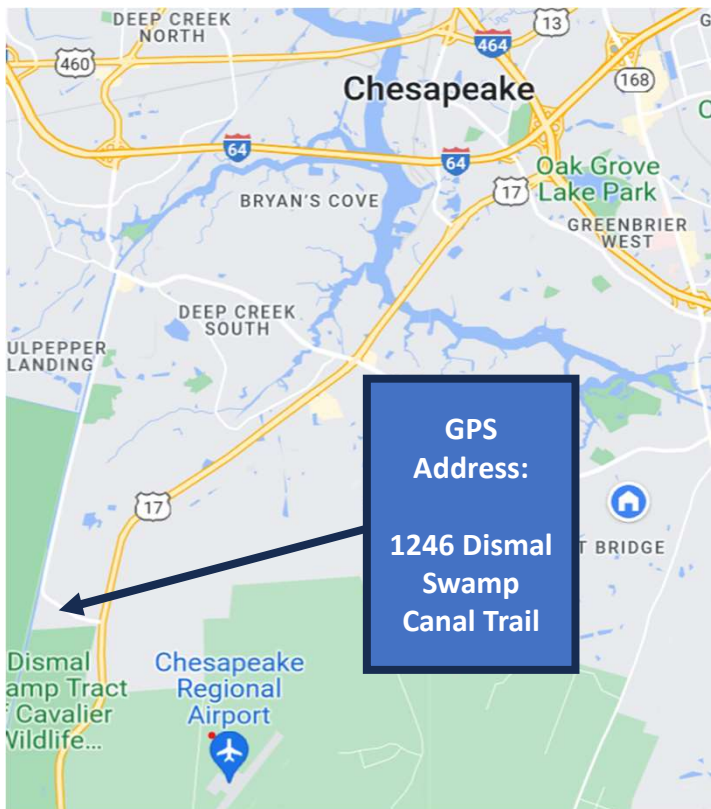 DEEP CREEK
NORTH
13
460
464
Chesapeake
168
64
64
Oak Grove
Lake Park
17
BRYAN'S COVE
GREENBRIER
WEST
DEEP CREEK
SOUTH
ULPEPPER
LANDING
GPS
Address:
1246 Dismal
Swamp
Canal Trail
17
T BRIDGE
Dismal
amp Tract
f Cavalier
Wildlife...
Chesapeake
Regional
Airport